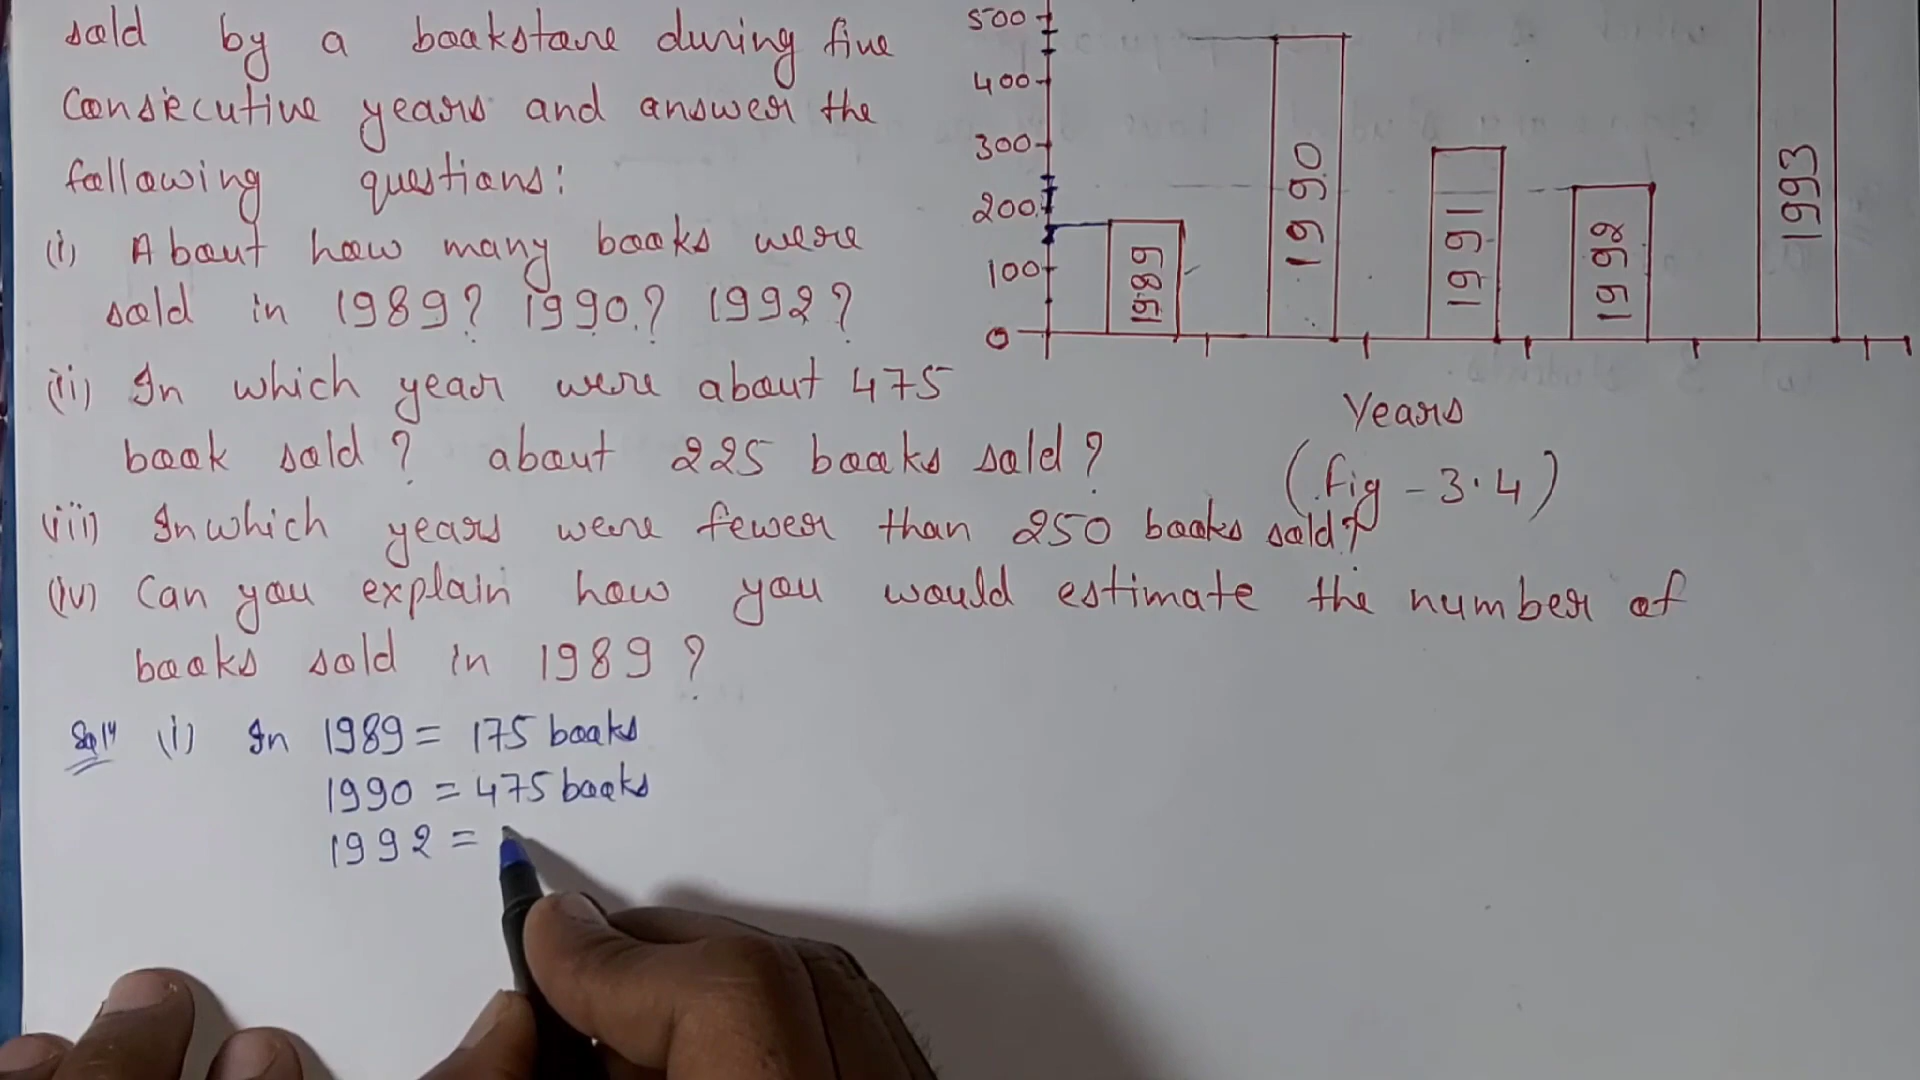 sold by a bookstore during five
Consecutive years and answer the
following questions:
(i) About how many books were
sold in 1989? 1990? 1992?
(ii) In which year were about 475
book sold? about 225 books sold?
(iii) In which years were fewer than 250 books sold?
(iv) Can you explain how you would estimate the number of
books sold in 1989?
Soln (i) In 1989 = 175 books
1990 = 475 books
1992 =
500
400
300
200
100
0
1989
1990
1991
1992
1993
Years
(fig - 3.4)